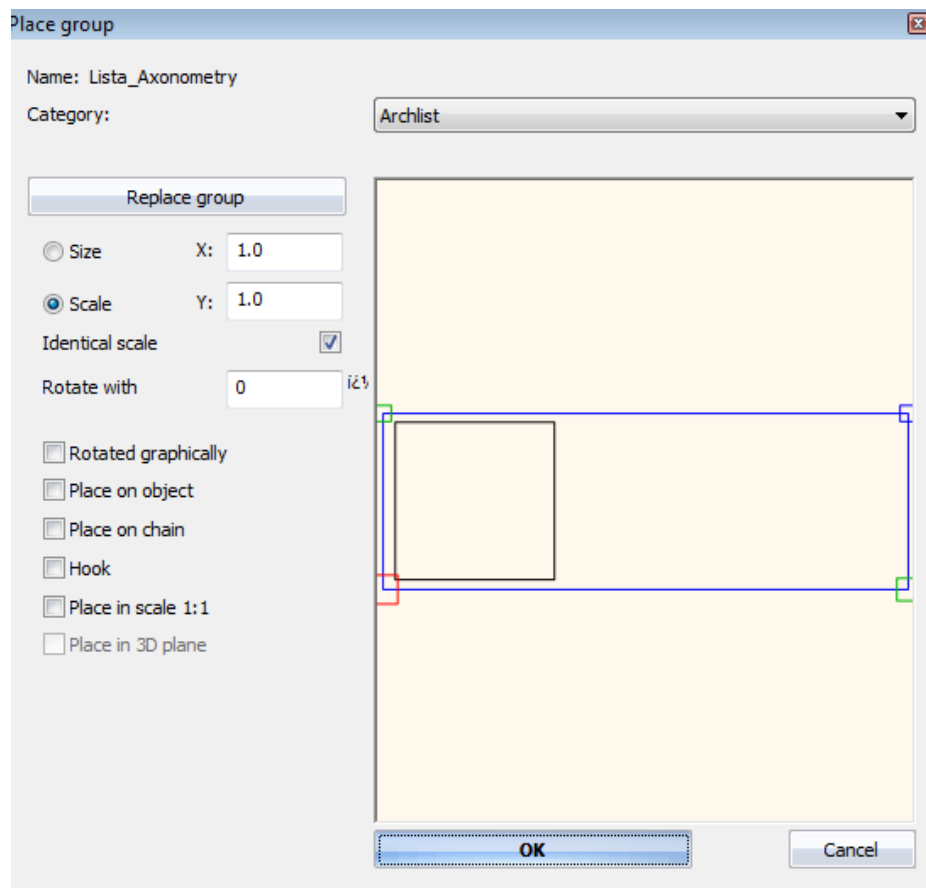 Place group
Name: Lista_Axonometry
Category:
Archlist
Replace group
Size X: 1.0
Scale Y: 1.0
Identical scale
Rotate with 0
Rotated graphically
Place on object
Place on chain
Hook
Place in scale 1:1
Place in 3D plane
OK Cancel